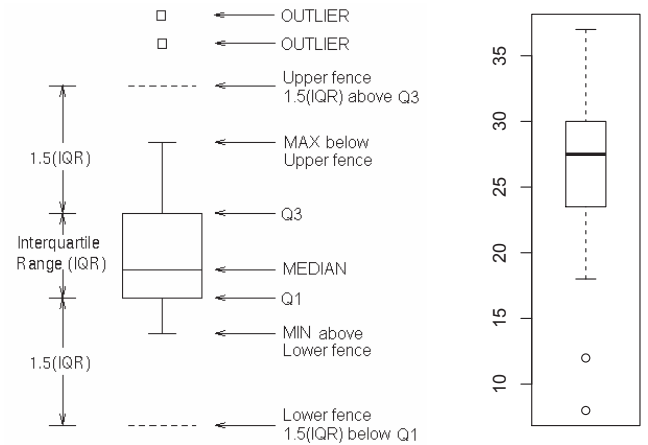 OUTLIER
OUTLIER
Upper fence
1.5(IQR) above Q3
1.5(IQR)
MAX below
Upper fence
Q3
Interquartile
Range (IQR)
MEDIAN
Q1
MIN above
Lower fence
1.5(IQR)
Lower fence
1.5(IQR) below Q1
35
30
25
20
15
10